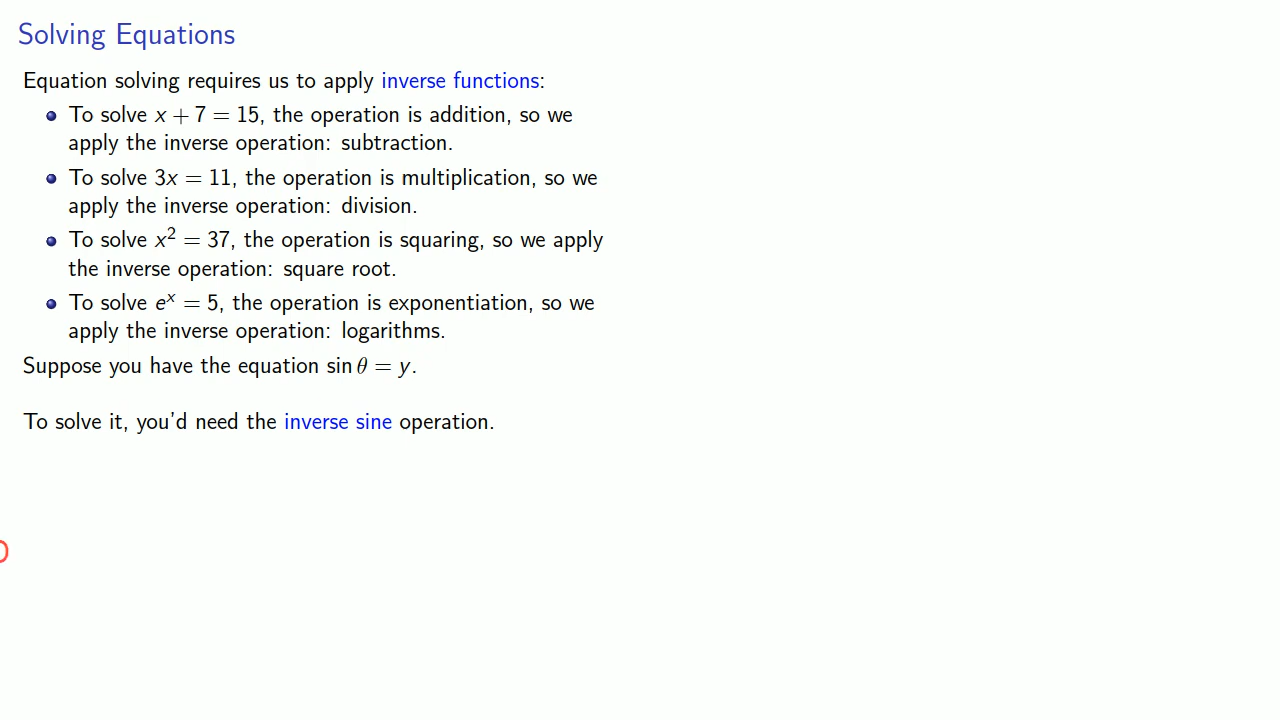 Solving Equations
Equation solving requires us to apply inverse functions:
To solve x + 7 = 15, the operation is addition, so we
apply the inverse operation: subtraction.
To solve 3x = 11, the operation is multiplication, so we
apply the inverse operation: division.
To solve x² = 37, the operation is squaring, so we apply
the inverse operation: square root.
To solve eˣ = 5, the operation is exponentiation, so we
apply the inverse operation: logarithms.
Suppose you have the equation sin θ = y.
To solve it, you'd need the inverse sine operation.